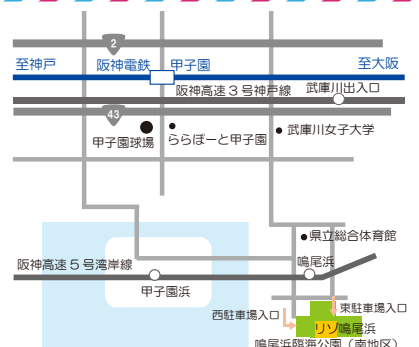 2
至神戸
阪神電鉄
甲子園
至大阪
阪神高速3号神戸線
武庫川出入口
43
甲子園球場
ららぽーと甲子園
武庫川女子大学
県立総合体育館
阪神高速5号湾岸線
鳴尾浜
甲子園浜
西駐車場入口
東駐車場入口
リゾ鳴尾浜
鳴尾浜臨海公園（南地区）